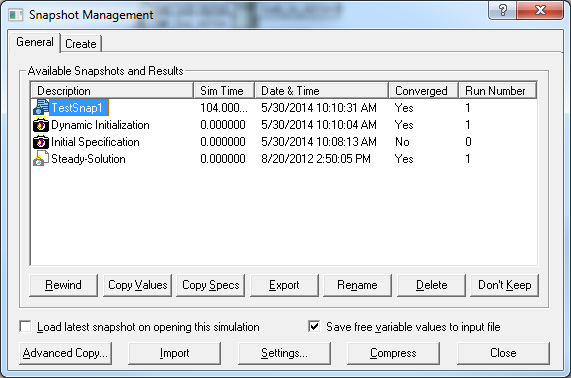 Snapshot Management
General Create
Available Snapshots and Results
Description Sim Time Date & Time Converged Run Number
TestSnap1 104.000... 5/30/2014 10:10:31 AM Yes 1
Dynamic Initialization 0.000000 5/30/2014 10:10:04 AM Yes 1
Initial Specification 0.000000 5/30/2014 10:08:13 AM No 0
Steady-Solution 0.000000 8/20/2012 2:50:05 PM Yes 1
Rewind Copy Values Copy Specs Export Rename Delete Don't Keep
Load latest snapshot on opening this simulation Save free variable values to input file
Advanced Copy... Import Settings... Compress Close